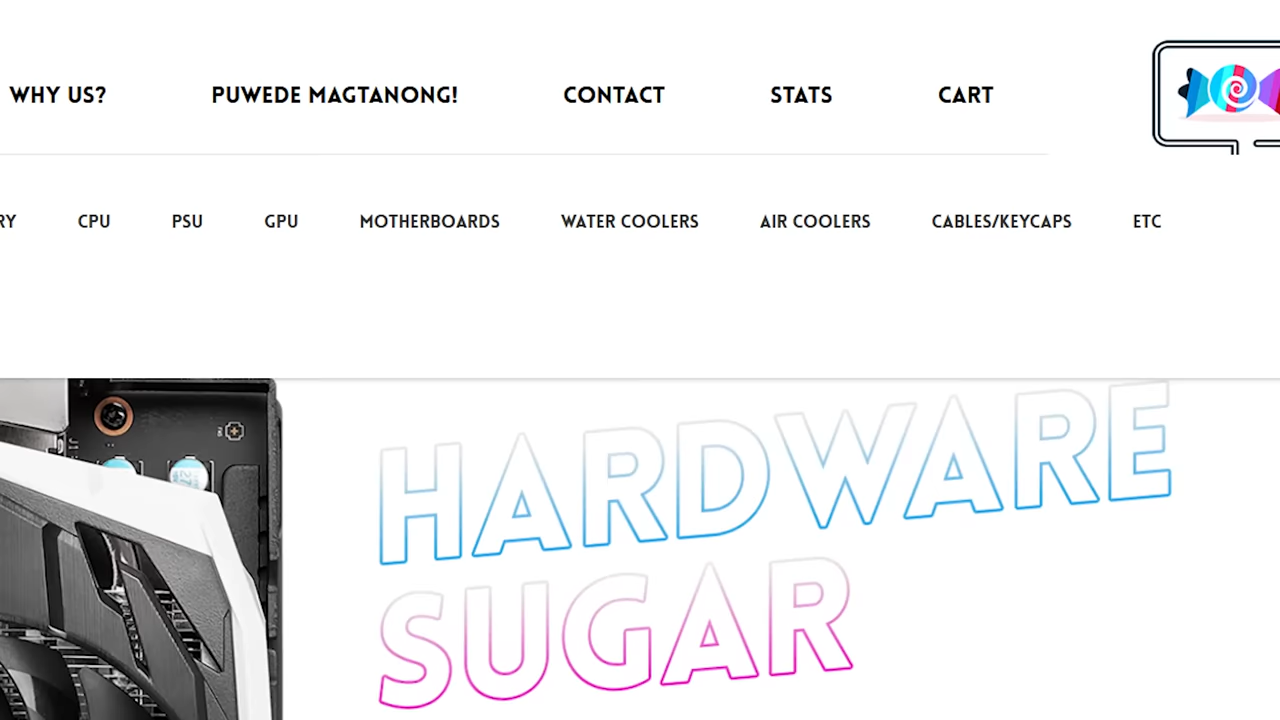 WHY US? PUWEDE MAGTANONG! CONTACT STATS CART
RY CPU PSU GPU MOTHERBOARDS WATER COOLERS AIR COOLERS CABLES/KEYCAPS ETC
HARDWARE
SUGAR